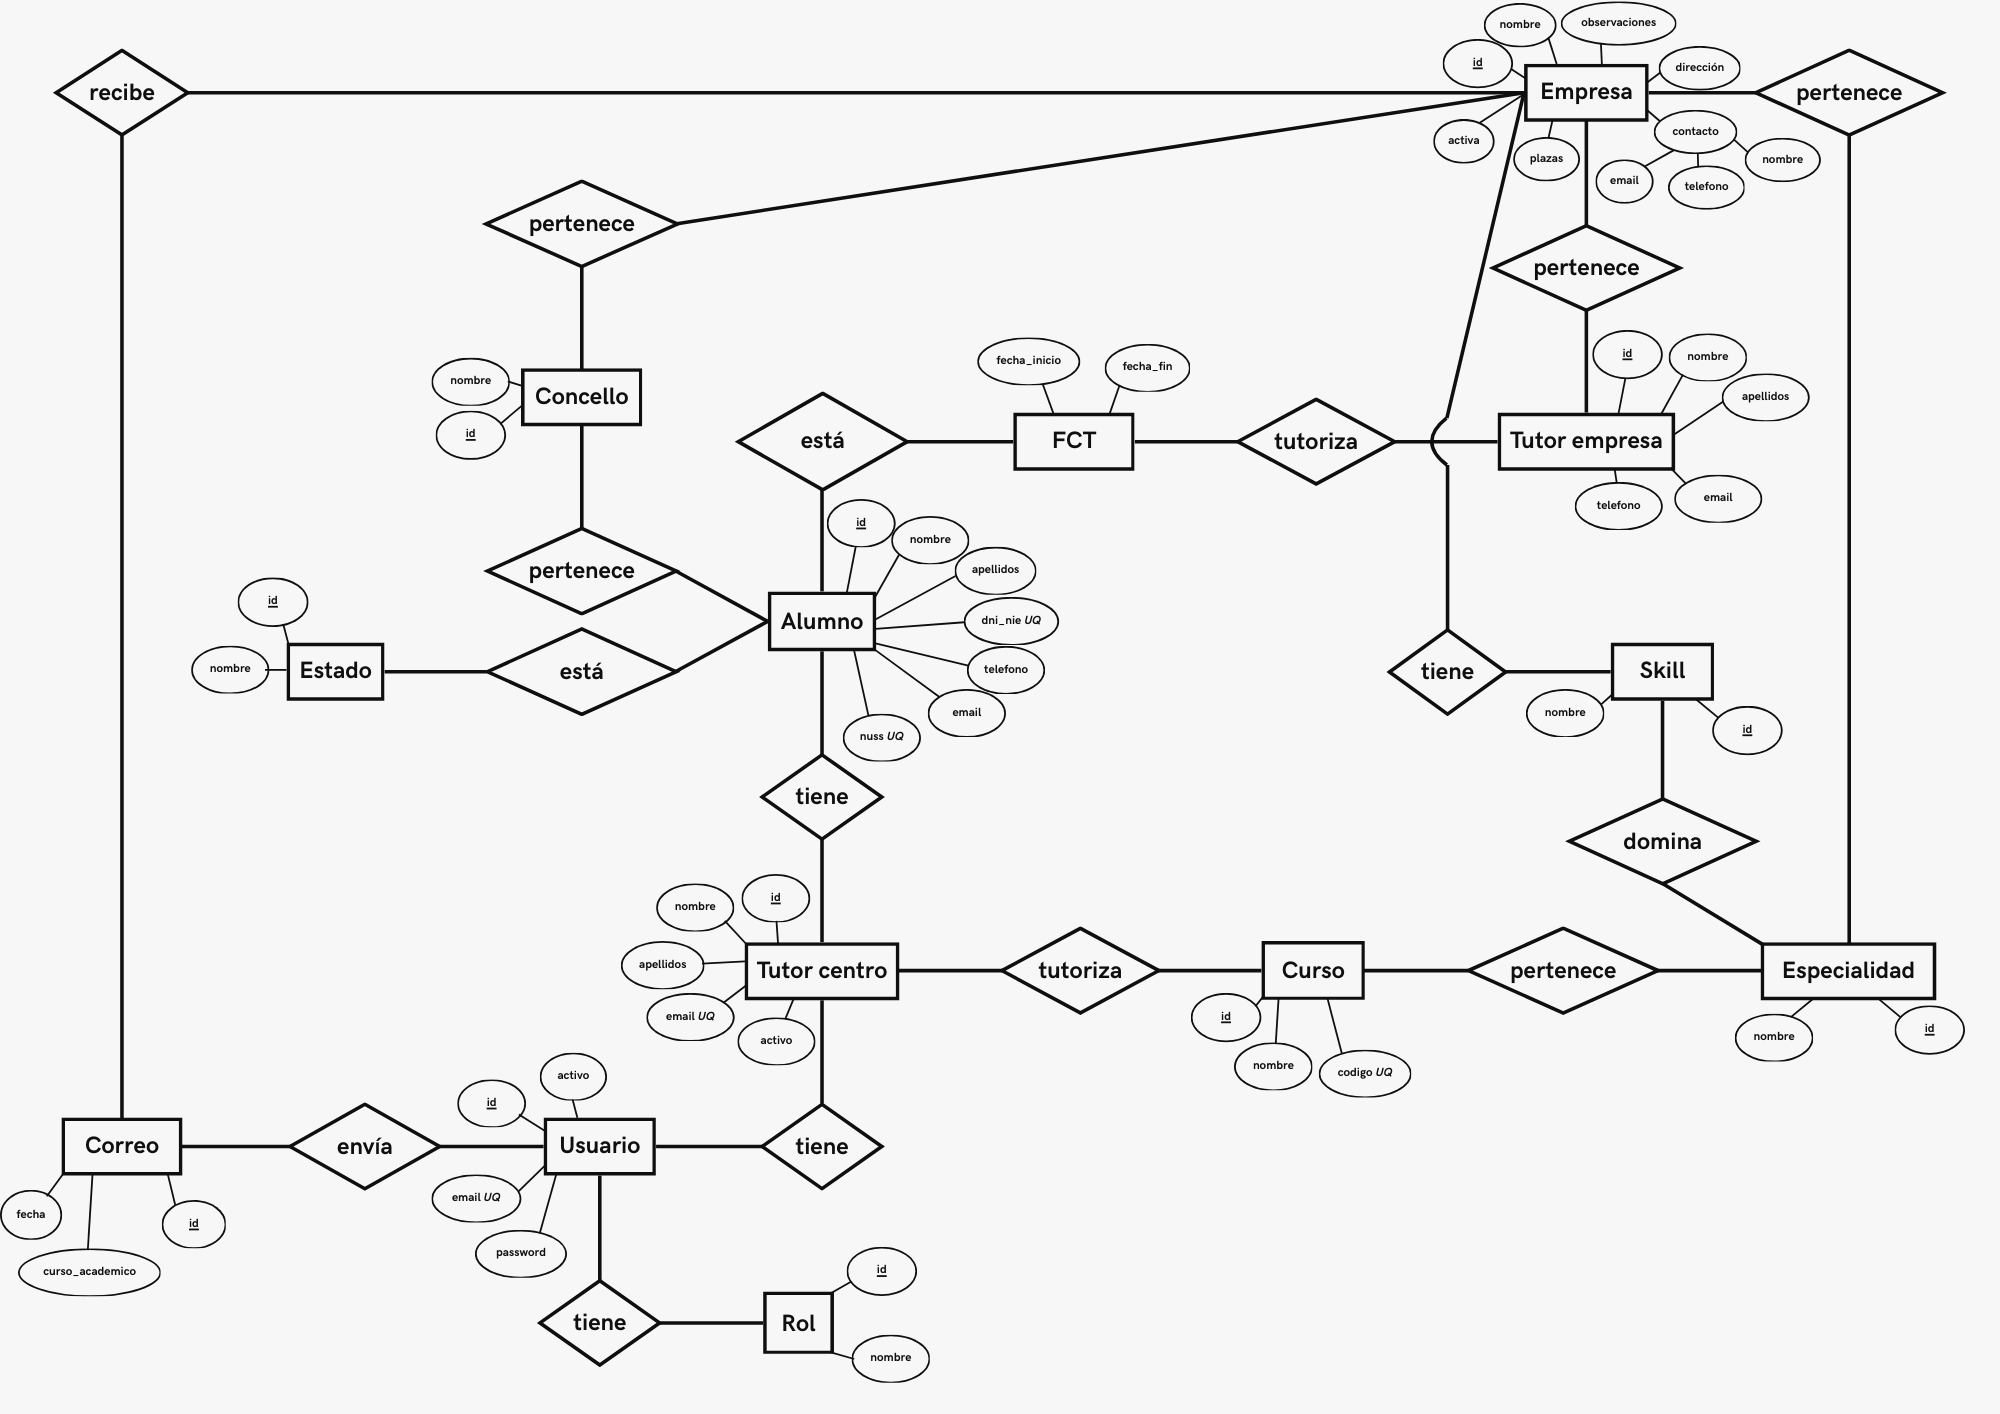 nombre
observaciones
id
dirección
recibe
Empresa
pertenece
activa
plazas
contacto
nombre
email
telefono
pertenece
pertenece
fecha_inicio
fecha_fin
id
nombre
apellidos
nombre
Concello
id
está
FCT
tutoriza
Tutor empresa
telefono
email
id
nombre
apellidos
pertenece
dni_nie UQ
Alumno
id
telefono
nombre
Estado
está
email
nuss UQ
tiene
Skill
nombre
id
tiene
domina
id
nombre
apellidos
email UQ
activo
Tutor centro
tutoriza
Curso
pertenece
Especialidad
id
nombre
codigo UQ
nombre
id
activo
id
Correo
envía
Usuario
tiene
email UQ
password
fecha
id
curso_academico
id
tiene
Rol
nombre